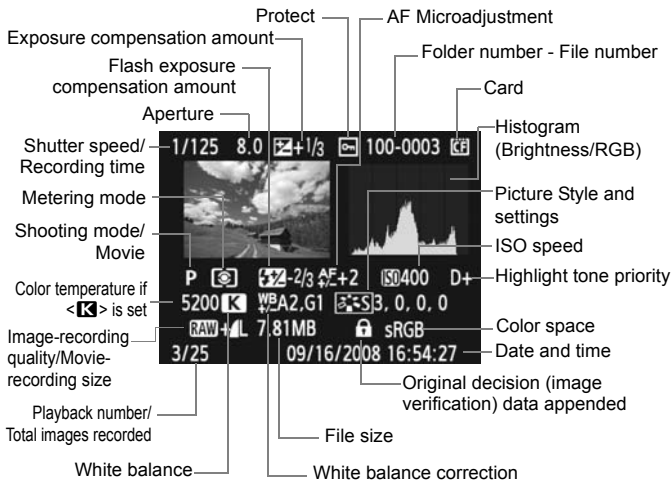 Protect
AF Microadjustment
Exposure compensation amount
Folder number - File number
Flash exposure
compensation amount
Card
Aperture
Histogram
(Brightness/RGB)
Shutter speed/
Recording time
1/125 8.0 +1/3 100-0003 CF
Metering mode
Picture Style and
settings
Shooting mode/
Movie
ISO speed
P -2/3 AF+2 ISO400 D+
Highlight tone priority
Color temperature if
<K> is set
5200 K WB A2,G1 S 3, 0, 0, 0
Image-recording
quality/Movie-
recording size
RAW+L 7.81MB sRGB
Color space
3/25 09/16/2008 16:54:27
Date and time
Original decision (image
verification) data appended
Playback number/
Total images recorded
File size
White balance
White balance correction